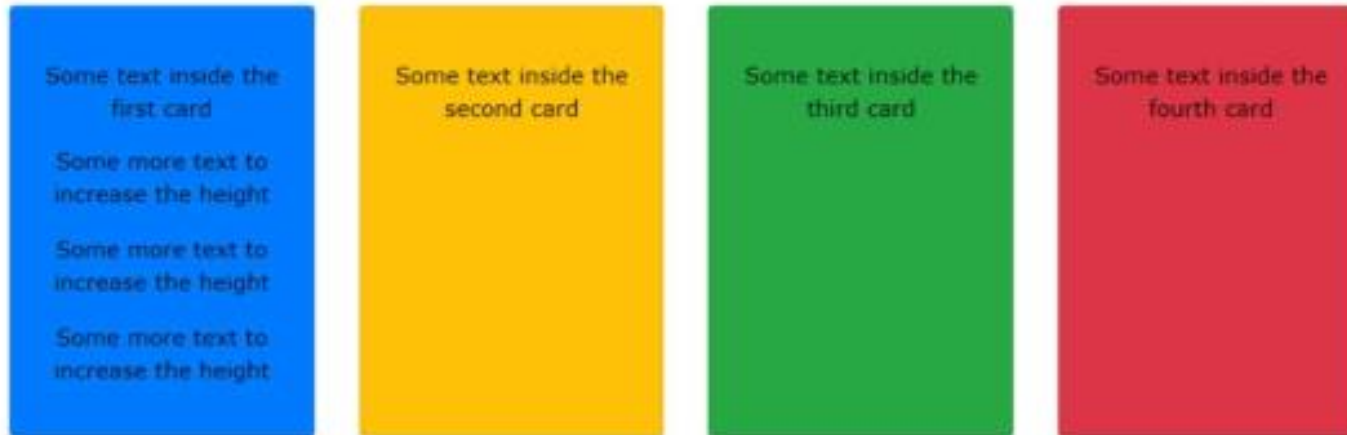 Some text inside the
first card
Some more text to
increase the height
Some more text to
increase the height
Some more text to
increase the height
Some text inside the
second card
Some text inside the
third card
Some text inside the
fourth card